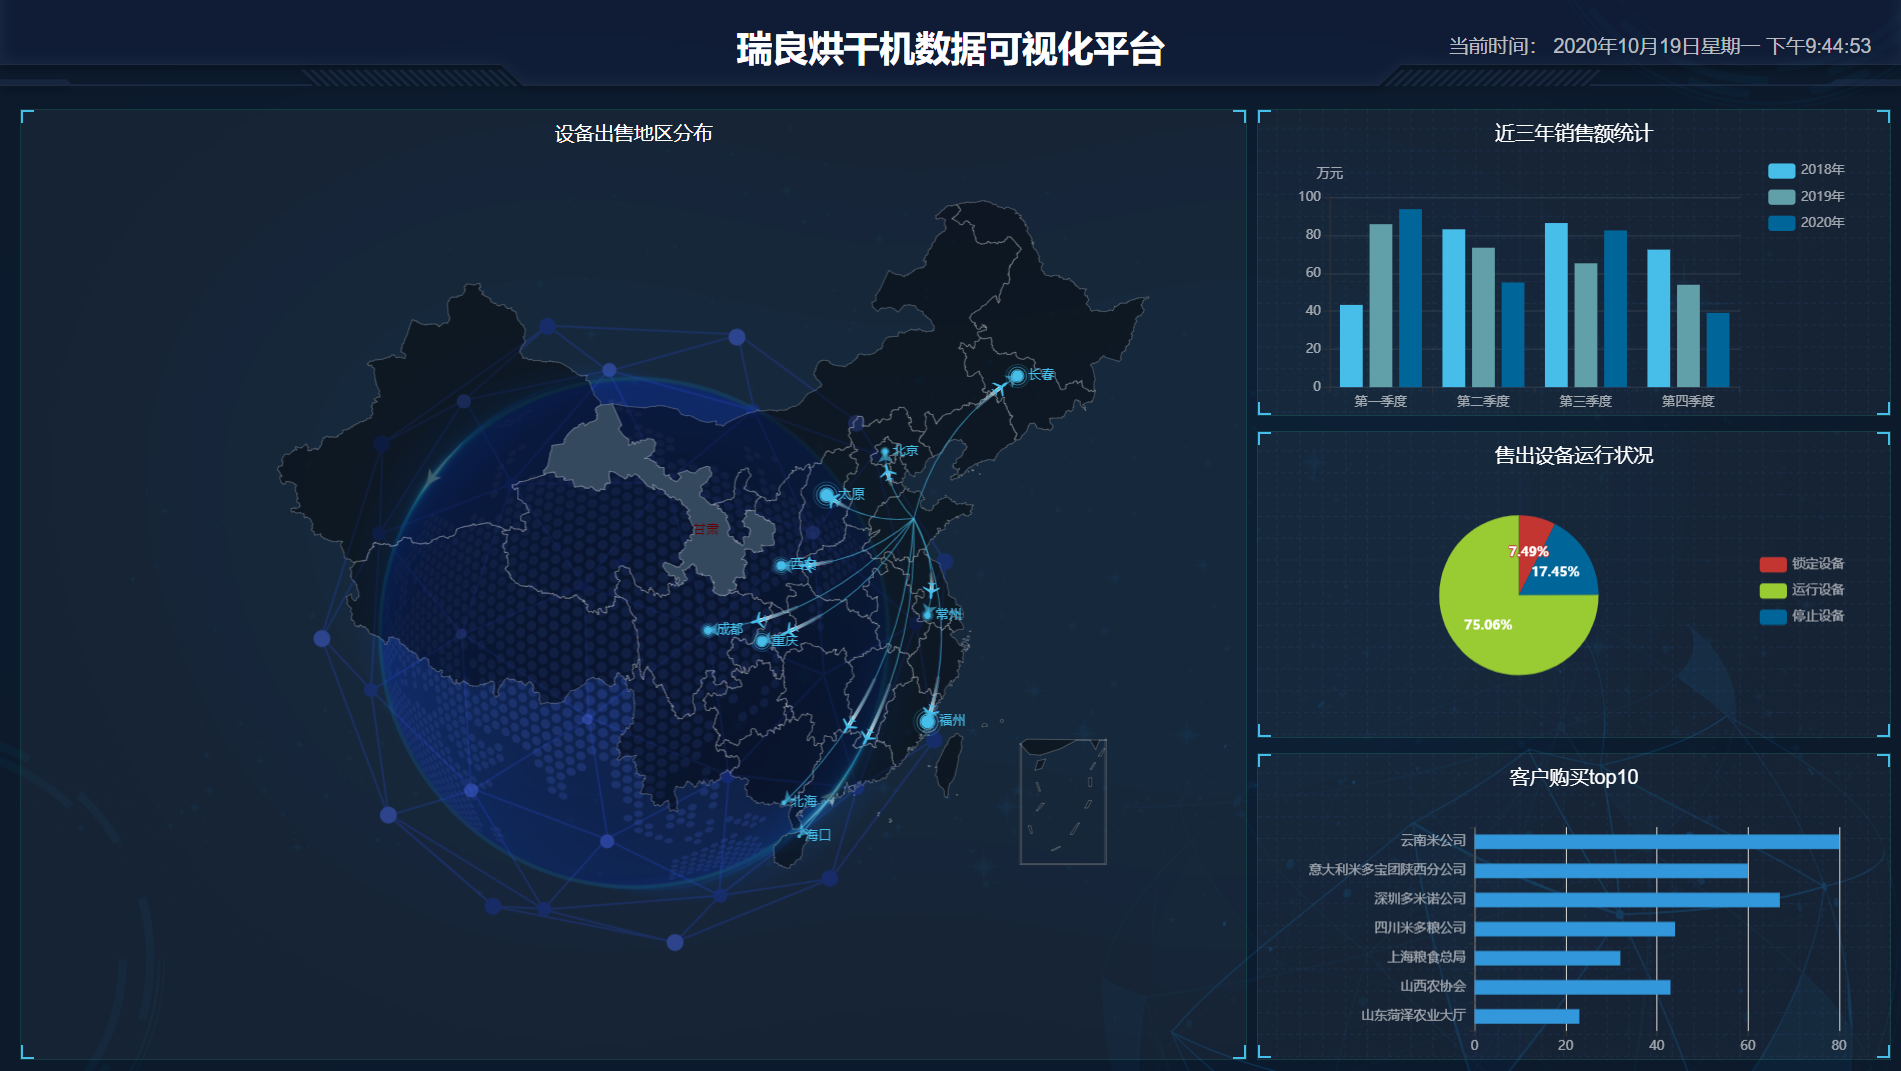 瑞良烘干机数据可视化平台
当前时间： 2020年10月19日星期一 下午9:44:53
设备出售地区分布
长春
北京
太原
甘肃
西安
常州
成都
重庆
福州
北海
海口
近三年销售额统计
万元
100
80
60
40
20
0
第一季度 第二季度 第三季度 第四季度
2018年
2019年
2020年
售出设备运行状况
7.49%
17.45%
75.06%
锁定设备
运行设备
停止设备
客户购买top10
云南米公司
意大利米多宝团陕西分公司
深圳多米诺公司
四川米多粮公司
上海粮食总局
山西农协会
山东菏泽农业大厅
0 20 40 60 80